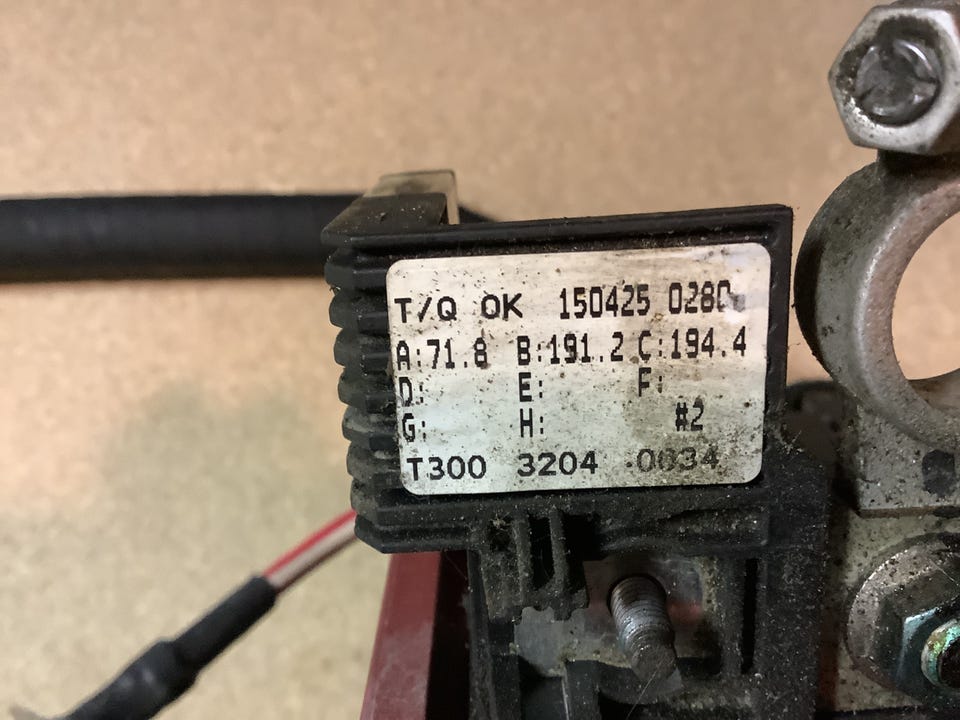 T/Q OK 150425 0280
A:71.8 B:191.2 C:194.4
D: E: F:
G: H: #2
T300 3204 0034